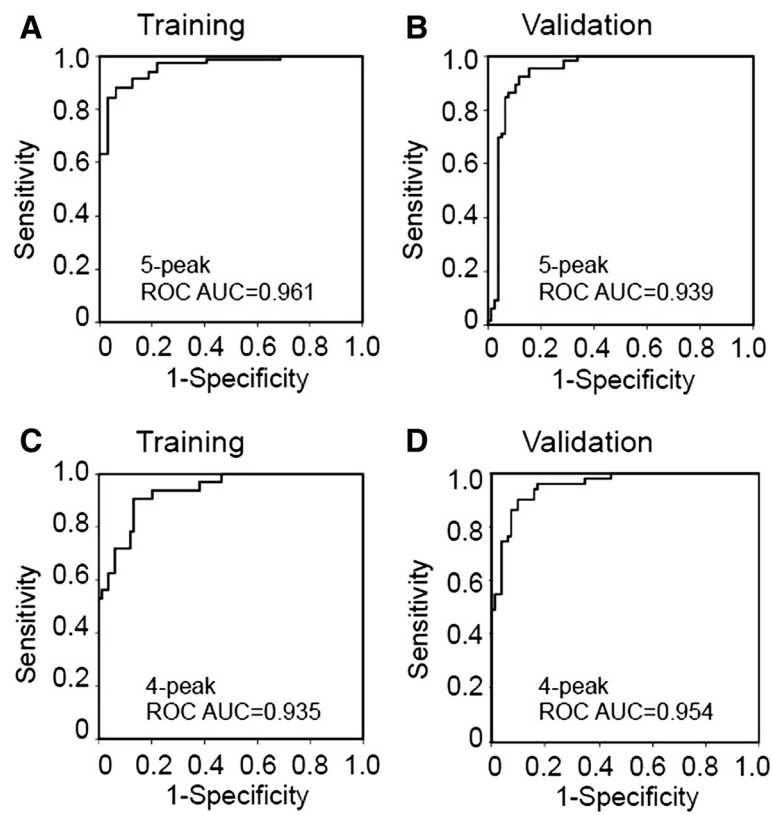 A Training
1.0
0.8
0.6
0.4
0.2
0
Sensitivity
5-peak
ROC AUC=0.961
0 0.2 0.4 0.6 0.8 1.0
1-Specificity
B Validation
1.0
0.8
0.6
0.4
0.2
0
Sensitivity
5-peak
ROC AUC=0.939
0 0.2 0.4 0.6 0.8 1.0
1-Specificity
C Training
1.0
0.8
0.6
0.4
0.2
0
Sensitivity
4-peak
ROC AUC=0.935
0 0.2 0.4 0.6 0.8 1.0
1-Specificity
D Validation
1.0
0.8
0.6
0.4
0.2
0
Sensitivity
4-peak
ROC AUC=0.954
0 0.2 0.4 0.6 0.8 1.0
1-Specificity